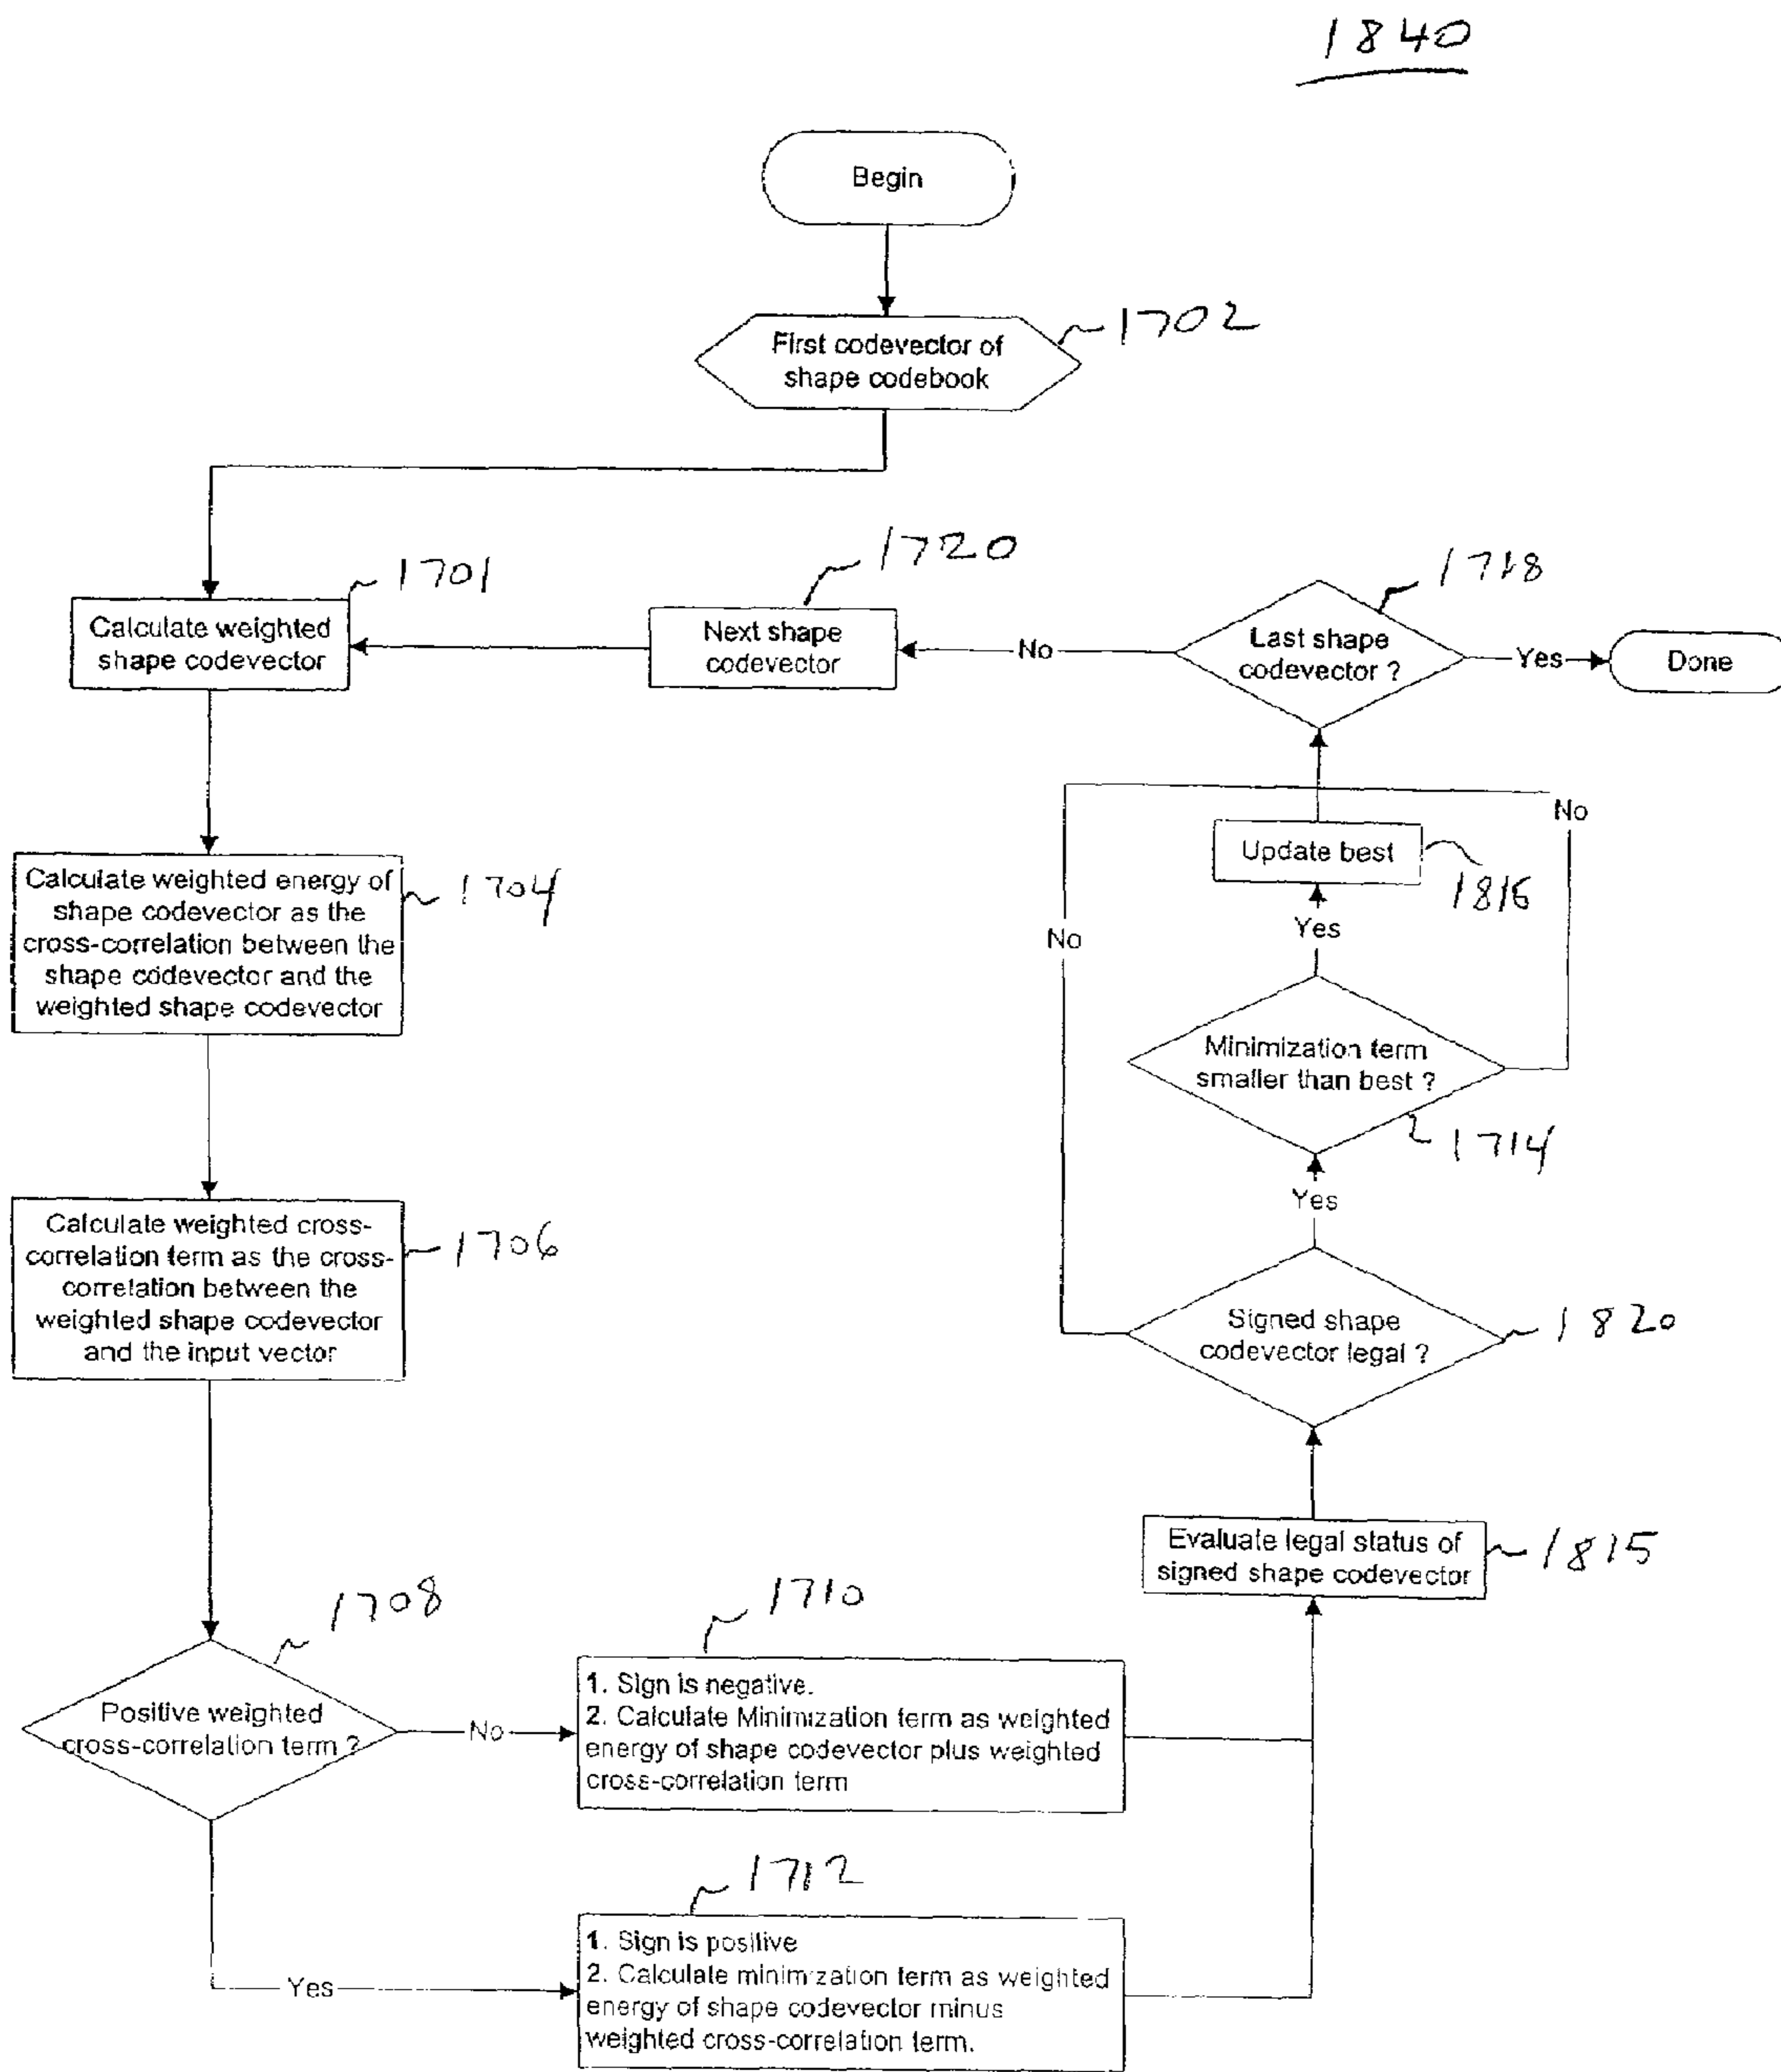 1840
Begin
First codevector of
shape codebook
1702
1701
Calculate weighted
shape codevector
1720
Next shape
codevector
No
1718
Last shape
codevector ?
Yes
Done
No
Update best
1816
Yes
No
Calculate weighted energy of
shape codevector as the
cross-correlation between the
shape codevector and the
weighted shape codevector
1704
Minimization term
smaller than best ?
1714
Yes
Calculate weighted cross-
correlation term as the cross-
correlation between the
weighted shape codevector
and the input vector
1706
Signed shape
codevector legal ?
1820
Evaluate legal status of
signed shape codevector
1815
1708
Positive weighted
cross-correlation term ?
No
1710
1. Sign is negative.
2. Calculate Minimization term as weighted
energy of shape codevector plus weighted
cross-correlation term
1712
Yes
1. Sign is positive
2. Calculate minimization term as weighted
energy of shape codevector minus
weighted cross-correlation term.